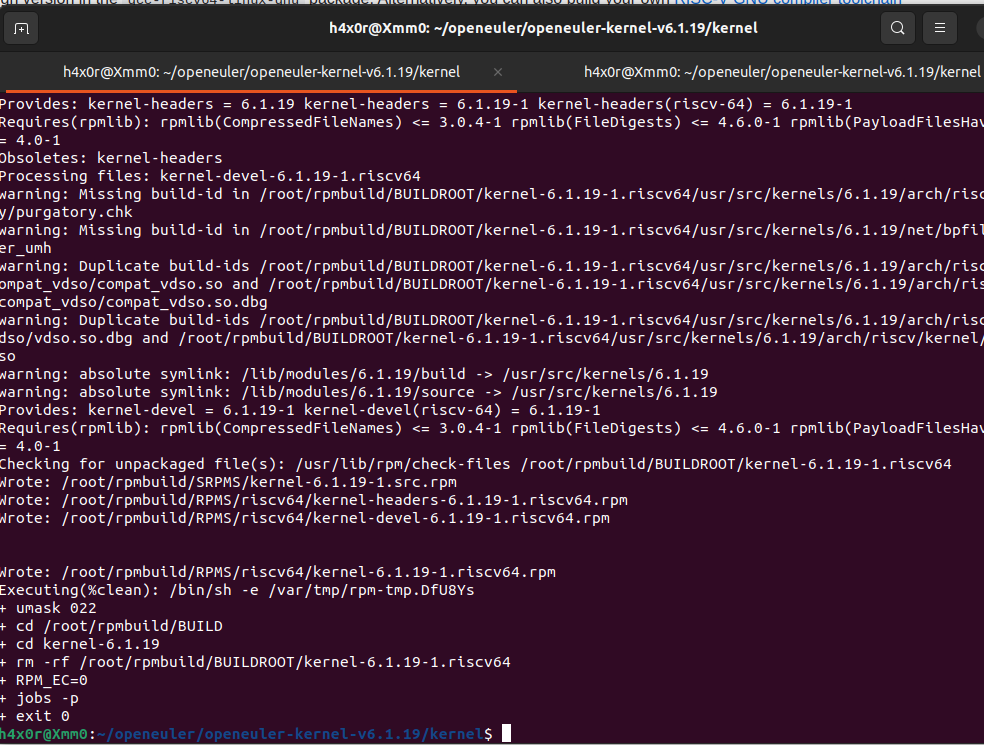 version in the "gcc-riscv64-linux-gnu" package. Alternatively, you can also build your own RISC-V GNU compiler toolchain
h4x0r@Xmm0: ~/openeuler/openeuler-kernel-v6.1.19/kernel
h4x0r@Xmm0: ~/openeuler/openeuler-kernel-v6.1.19/kernel × h4x0r@Xmm0: ~/openeuler/openeuler-kernel-v6.1.19/kernel
Provides: kernel-headers = 6.1.19 kernel-headers = 6.1.19-1 kernel-headers(riscv-64) = 6.1.19-1
Requires(rpmlib): rpmlib(CompressedFileNames) <= 3.0.4-1 rpmlib(FileDigests) <= 4.6.0-1 rpmlib(PayloadFilesHav
= 4.0-1
Obsoletes: kernel-headers
Processing files: kernel-devel-6.1.19-1.riscv64
warning: Missing build-id in /root/rpmbuild/BUILDROOT/kernel-6.1.19-1.riscv64/usr/src/kernels/6.1.19/arch/risc
y/purgatory.chk
warning: Missing build-id in /root/rpmbuild/BUILDROOT/kernel-6.1.19-1.riscv64/usr/src/kernels/6.1.19/net/bpfil
er_umh
warning: Duplicate build-ids /root/rpmbuild/BUILDROOT/kernel-6.1.19-1.riscv64/usr/src/kernels/6.1.19/arch/risc
ompat_vdso/compat_vdso.so and /root/rpmbuild/BUILDROOT/kernel-6.1.19-1.riscv64/usr/src/kernels/6.1.19/arch/ris
compat_vdso/compat_vdso.so.dbg
warning: Duplicate build-ids /root/rpmbuild/BUILDROOT/kernel-6.1.19-1.riscv64/usr/src/kernels/6.1.19/arch/risc
dso/vdso.so.dbg and /root/rpmbuild/BUILDROOT/kernel-6.1.19-1.riscv64/usr/src/kernels/6.1.19/arch/riscv/kernel/
so
warning: absolute symlink: /lib/modules/6.1.19/build -> /usr/src/kernels/6.1.19
warning: absolute symlink: /lib/modules/6.1.19/source -> /usr/src/kernels/6.1.19
Provides: kernel-devel = 6.1.19-1 kernel-devel(riscv-64) = 6.1.19-1
Requires(rpmlib): rpmlib(CompressedFileNames) <= 3.0.4-1 rpmlib(FileDigests) <= 4.6.0-1 rpmlib(PayloadFilesHav
= 4.0-1
Checking for unpackaged file(s): /usr/lib/rpm/check-files /root/rpmbuild/BUILDROOT/kernel-6.1.19-1.riscv64
Wrote: /root/rpmbuild/SRPMS/kernel-6.1.19-1.src.rpm
Wrote: /root/rpmbuild/RPMS/riscv64/kernel-headers-6.1.19-1.riscv64.rpm
Wrote: /root/rpmbuild/RPMS/riscv64/kernel-devel-6.1.19-1.riscv64.rpm
Wrote: /root/rpmbuild/RPMS/riscv64/kernel-6.1.19-1.riscv64.rpm
Executing(%clean): /bin/sh -e /var/tmp/rpm-tmp.DfU8Ys
+ umask 022
+ cd /root/rpmbuild/BUILD
+ cd kernel-6.1.19
+ rm -rf /root/rpmbuild/BUILDROOT/kernel-6.1.19-1.riscv64
+ RPM_EC=0
+ jobs -p
+ exit 0
h4x0r@Xmm0:~/openeuler/openeuler-kernel-v6.1.19/kernel$